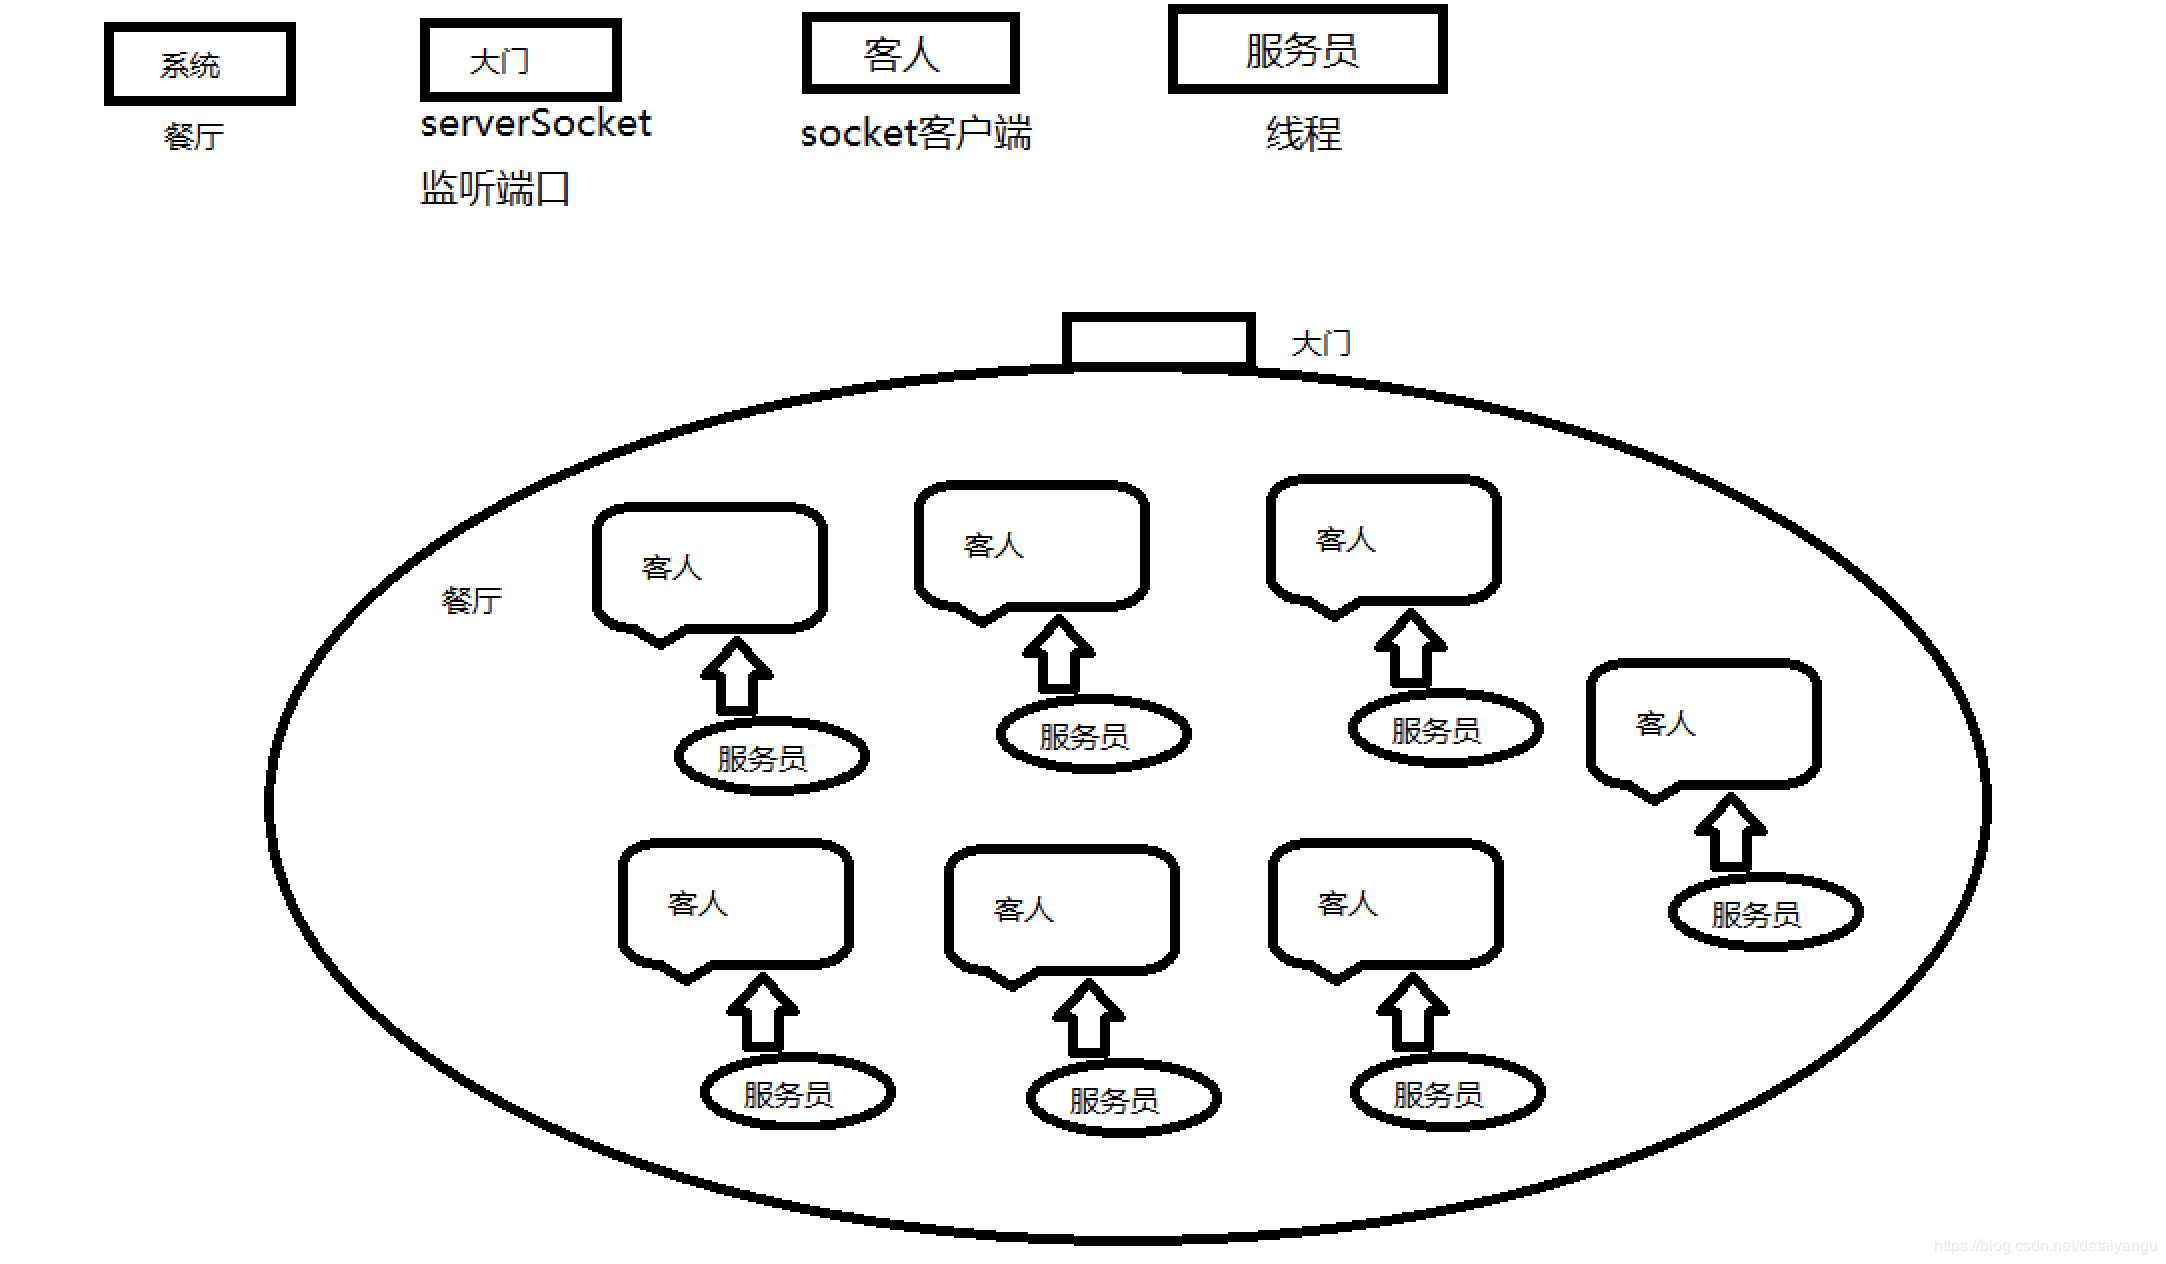 系统
大门
客人
服务员
餐厅
serverSocket
监听端口
socket客户端
线程
大门
餐厅
客人
客人
客人
客人
服务员
服务员
服务员
服务员
客人
客人
客人
服务员
服务员
服务员
https://blog.csdn.net/dataiyangu